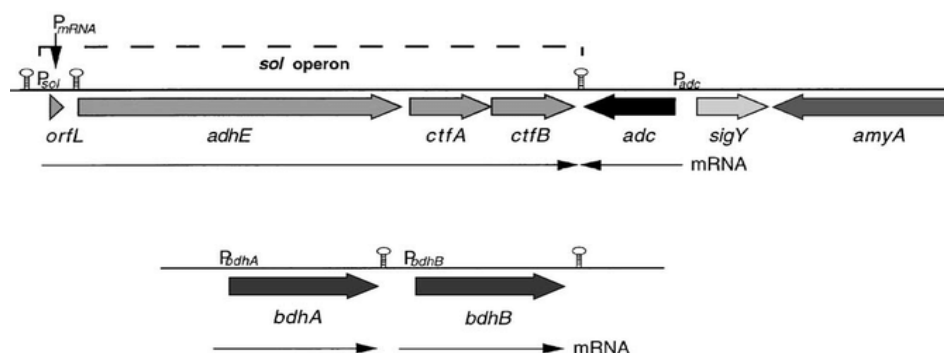 PmRNA
sol operon
Psol Padc
orfL adhE ctfA ctfB adc sigY amyA
mRNA
PbdhA PbdhB
bdhA bdhB
mRNA